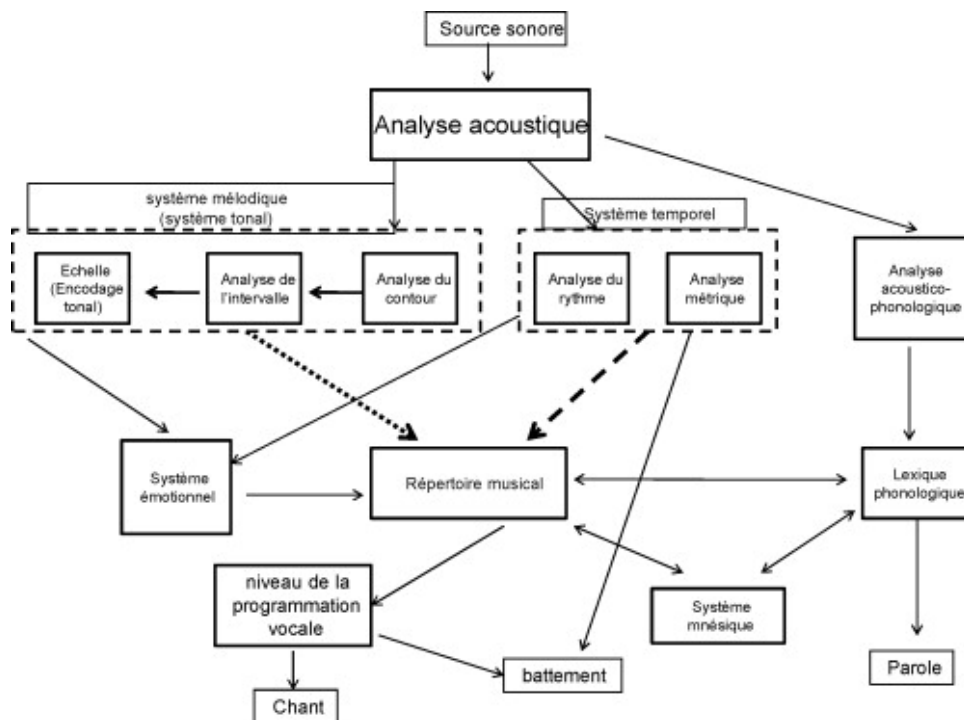 Source sonore
Analyse acoustique
système mélodique
(système tonal)
Système temporel
Echelle
(Encodage
tonal)
Analyse de
l'intervalle
Analyse du
contour
Analyse du
rythme
Analyse
métrique
Analyse
acoustico-
phonologique
Système
émotionnel
Répertoire musical
Lexique
phonologique
niveau de la
programmation
vocale
Système
mnésique
battement
Parole
Chant